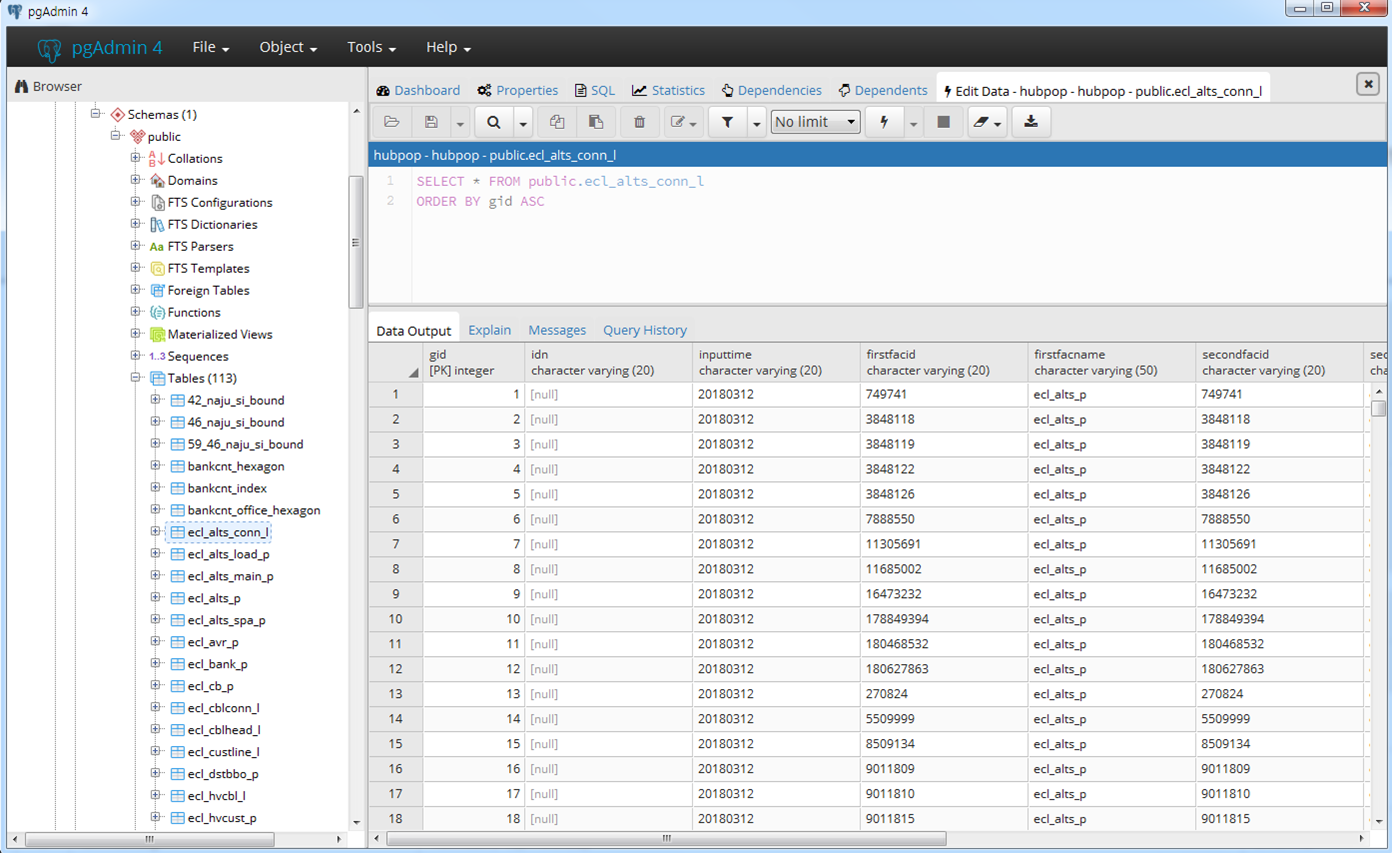 pgAdmin 4
pgAdmin 4 File Object Tools Help
Browser
Dashboard Properties SQL Statistics Dependencies Dependents Edit Data - hubpop - hubpop - public.ecl_alts_conn_l
No limit
hubpop - hubpop - public.ecl_alts_conn_l
1 SELECT * FROM public.ecl_alts_conn_l
2 ORDER BY gid ASC
Schemas (1)
public
Collations
Domains
FTS Configurations
FTS Dictionaries
Aa FTS Parsers
FTS Templates
Foreign Tables
Functions
Materialized Views
1..3 Sequences
Tables (113)
42_naju_si_bound
46_naju_si_bound
59_46_naju_si_bound
bankcnt_hexagon
bankcnt_index
bankcnt_office_hexagon
ecl_alts_conn_l
ecl_alts_load_p
ecl_alts_main_p
ecl_alts_p
ecl_alts_spa_p
ecl_avr_p
ecl_bank_p
ecl_cb_p
ecl_cblconn_l
ecl_cblhead_l
ecl_custline_l
ecl_dstbbo_p
ecl_hvcbl_l
ecl_hvcust_p
Data Output Explain Messages Query History
gid idn inputtime firstfacid firstfacname secondfacid sec
[PK] integer character varying (20) character varying (20) character varying (20) character varying (50) character varying (20) cha
1 1 [null] 20180312 749741 ecl_alts_p 749741
2 2 [null] 20180312 3848118 ecl_alts_p 3848118
3 3 [null] 20180312 3848119 ecl_alts_p 3848119
4 4 [null] 20180312 3848122 ecl_alts_p 3848122
5 5 [null] 20180312 3848126 ecl_alts_p 3848126
6 6 [null] 20180312 7888550 ecl_alts_p 7888550
7 7 [null] 20180312 11305691 ecl_alts_p 11305691
8 8 [null] 20180312 11685002 ecl_alts_p 11685002
9 9 [null] 20180312 16473232 ecl_alts_p 16473232
10 10 [null] 20180312 178849394 ecl_alts_p 178849394
11 11 [null] 20180312 180468532 ecl_alts_p 180468532
12 12 [null] 20180312 180627863 ecl_alts_p 180627863
13 13 [null] 20180312 270824 ecl_alts_p 270824
14 14 [null] 20180312 5509999 ecl_alts_p 5509999
15 15 [null] 20180312 8509134 ecl_alts_p 8509134
16 16 [null] 20180312 9011809 ecl_alts_p 9011809
17 17 [null] 20180312 9011810 ecl_alts_p 9011810
18 18 [null] 20180312 9011815 ecl_alts_p 9011815